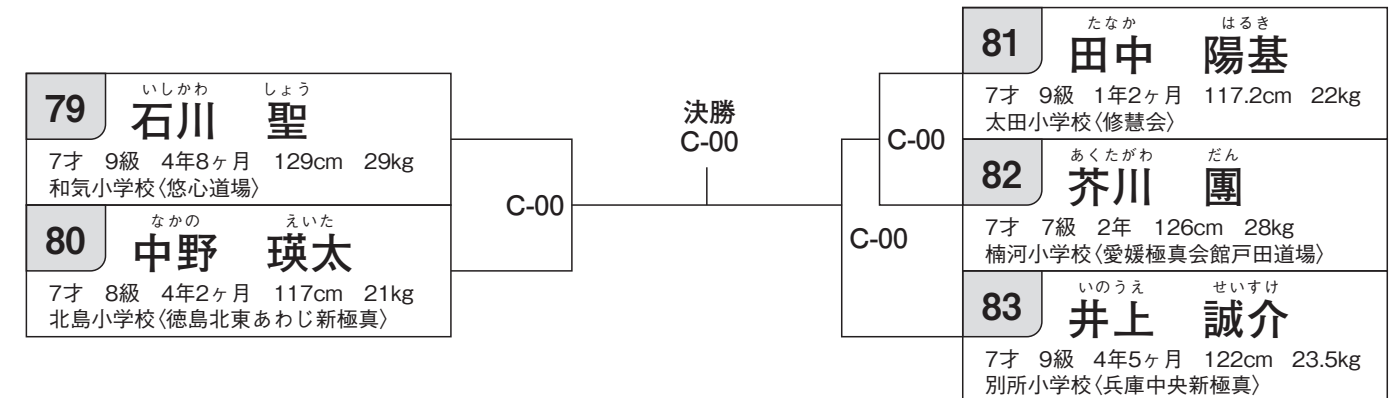 79
いしかわ しょう
石川 聖
7才 9級 4年8ヶ月 129cm 29kg
和気小学校〈悠心道場〉
80
なかの えいた
中野 瑛太
7才 8級 4年2ヶ月 117cm 21kg
北島小学校〈徳島北東あわじ新極真〉
C-00
決勝
C-00
C-00
C-00
81
たなか はるき
田中 陽基
7才 9級 1年2ヶ月 117.2cm 22kg
太田小学校〈修慧会〉
82
あくたがわ だん
芥川 團
7才 7級 2年 126cm 28kg
楠河小学校〈愛媛極真会館戸田道場〉
83
いのうえ せいすけ
井上 誠介
7才 9級 4年5ヶ月 122cm 23.5kg
別所小学校〈兵庫中央新極真〉